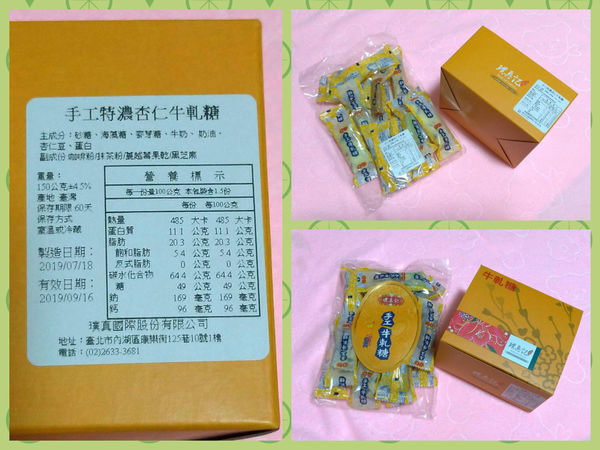 手工特濃杏仁牛軋糖
主成分：砂糖、海藻糖、麥芽糖、牛奶、奶油、
杏仁豆、蛋白
副成份:咖啡粉/抹茶粉/蔓越莓果乾/黑芝麻
重量：
150公克±4.5%
產地:臺灣
保存期限:60天
保存方式
室溫或冷藏
製造日期：
2019/07/18
有效日期：
2019/09/16
營養標示
每一份量100公克 本包裝含1.5份
每份 每100公克
熱量 485 大卡 485 大卡
蛋白質 11.1 公克 11.1 公克
脂肪 20.3 公克 20.3 公克
飽和脂肪 5.4 公克 5.4 公克
反式脂肪 0 公克 0 公克
碳水化合物 64.4 公克 64.4 公克
糖 49 公克 49 公克
鈉 169 毫克 169 毫克
鈣 96 毫克 96 毫克
璞真國際股份有限公司
地址：臺北市內湖區康樂街125巷10號1樓
電話：(02)2633-3681
手工牛軋糖
牛軋糖